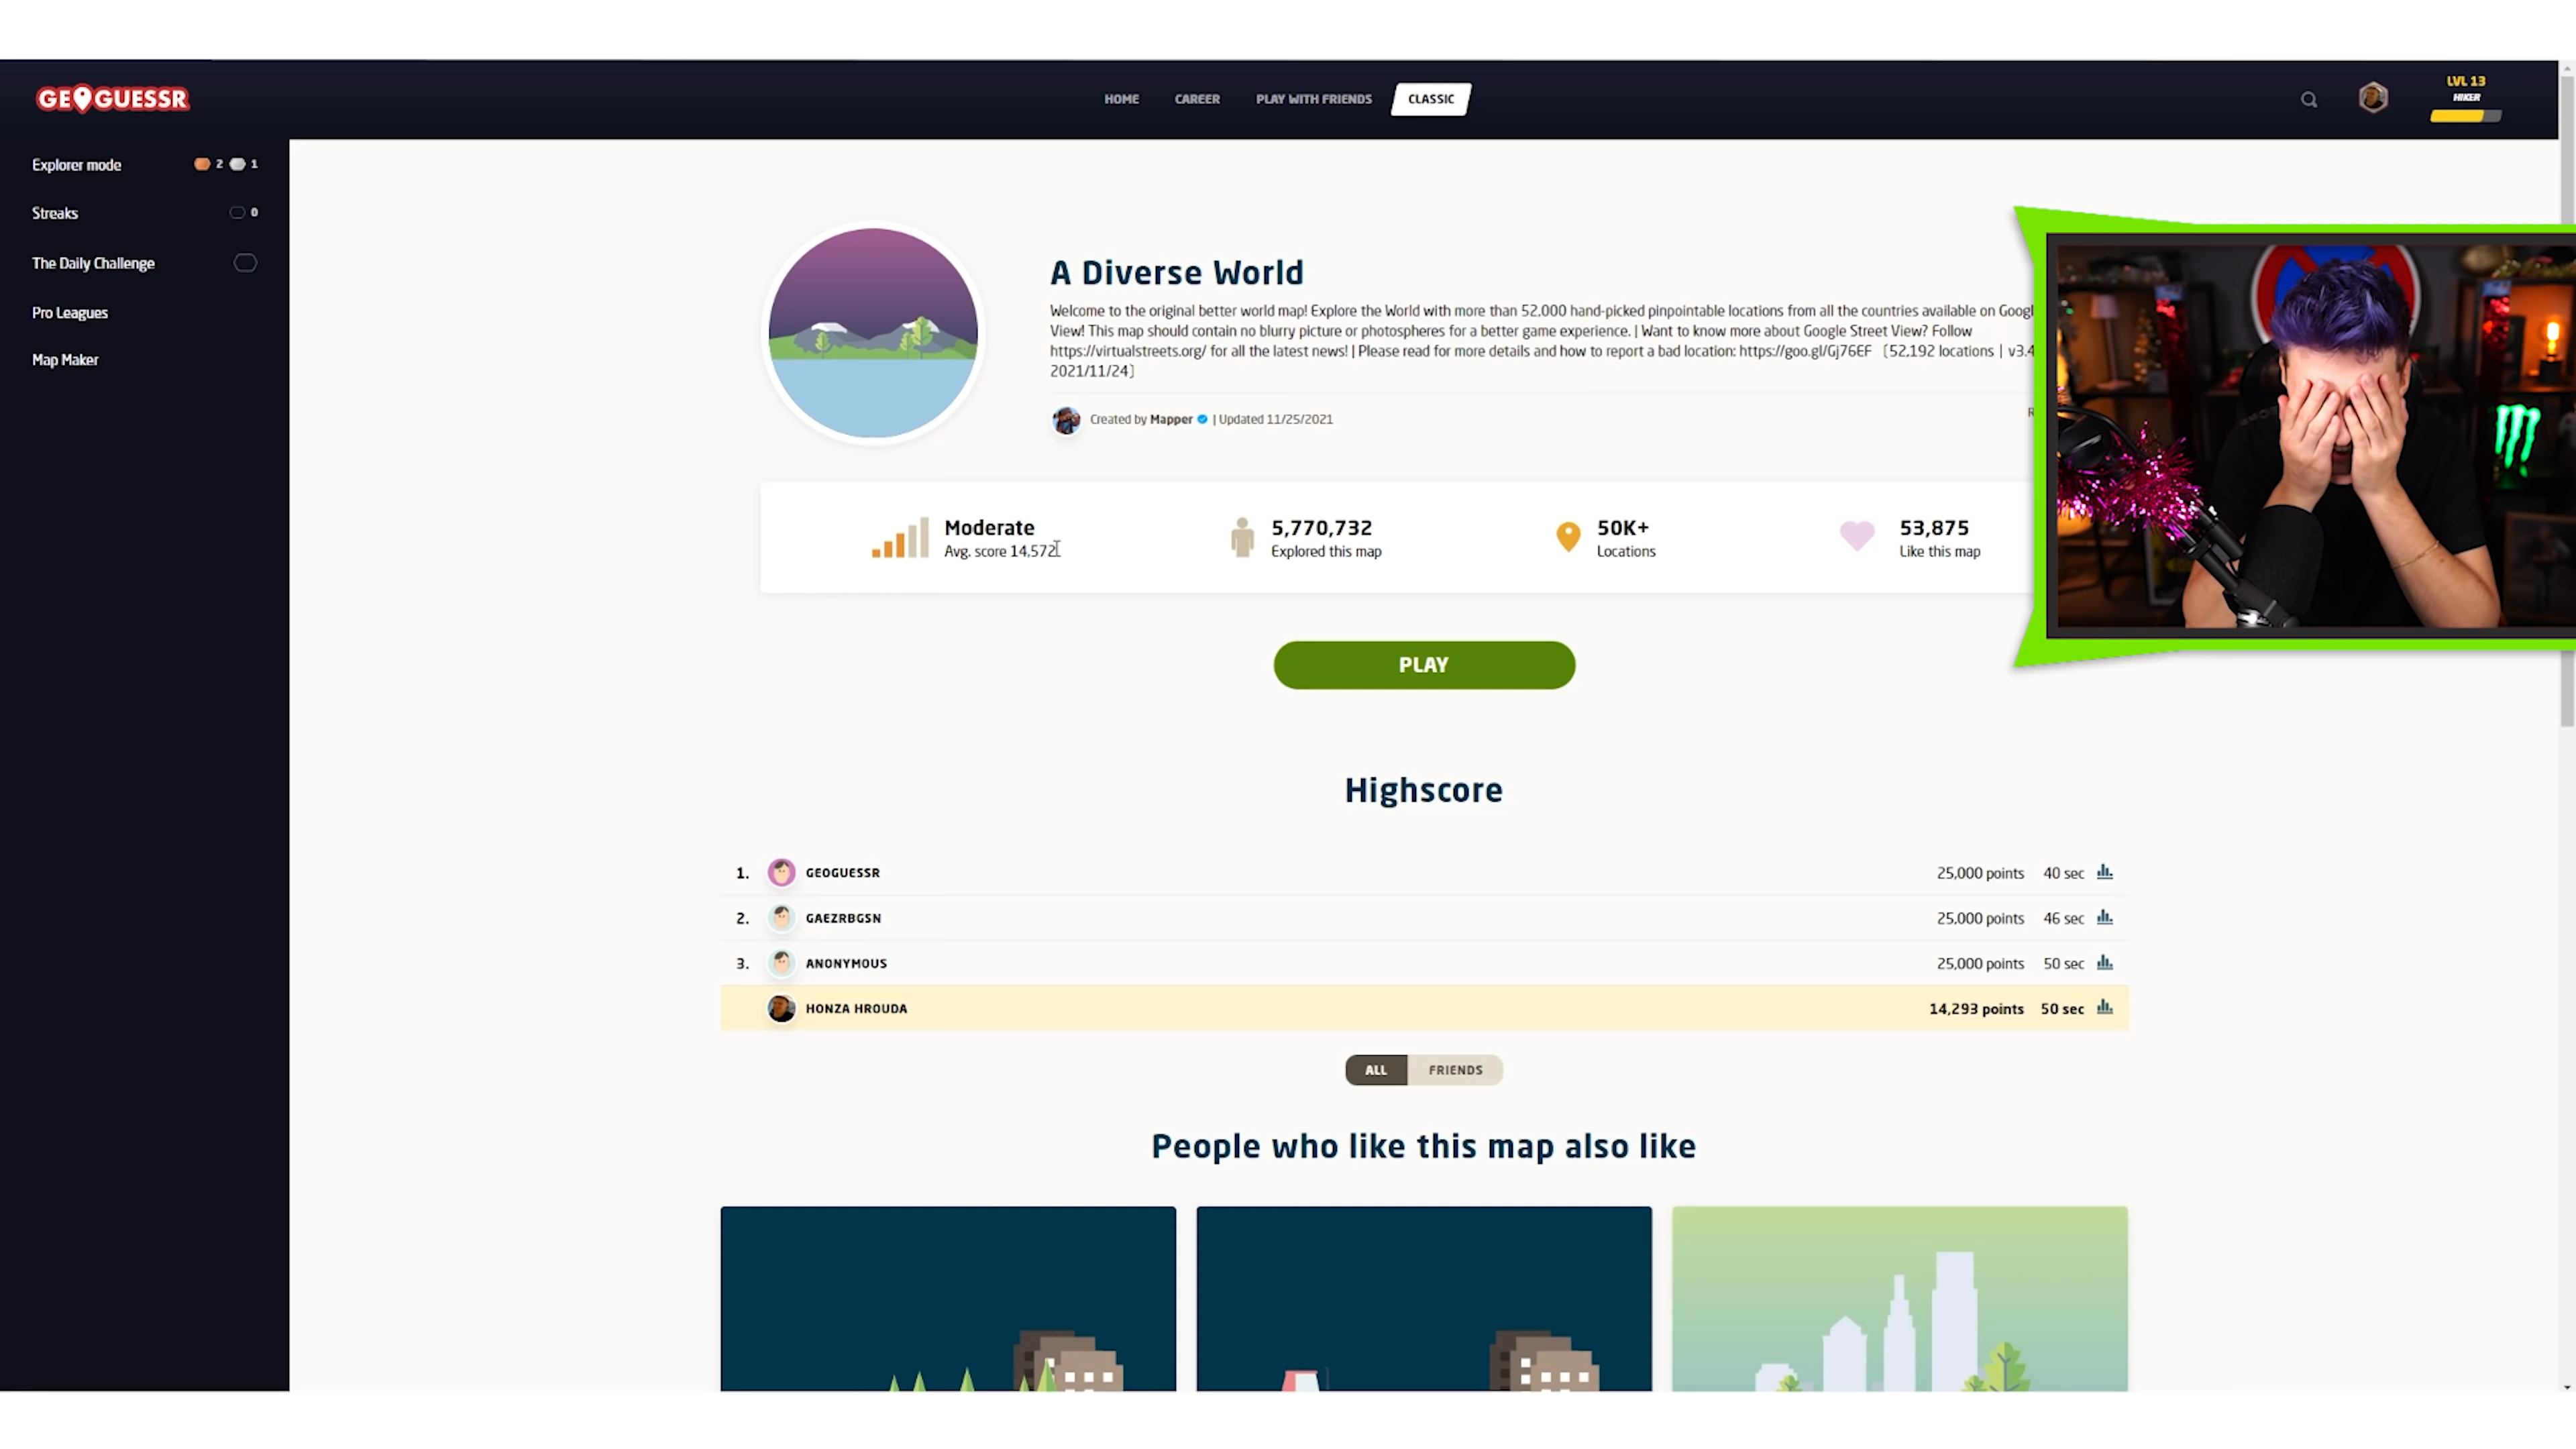 GEOGUESSR
HOME CAREER PLAY WITH FRIENDS CLASSIC
LVL 13
HIKER
Explorer mode 2 1
Streaks 0
The Daily Challenge
Pro Leagues
Map Maker
A Diverse World
Welcome to the original better world map! Explore the World with more than 52,000 hand-picked pinpointable locations from all the countries available on Googl
View! This map should contain no blurry picture or photospheres for a better game experience. | Want to know more about Google Street View? Follow
https://virtualstreets.org/ for all the latest news! | Please read for more details and how to report a bad location: https://goo.gl/Gj76EF [52,192 locations | v3.4
2021/11/24]
Created by Mapper | Updated 11/25/2021
R
Moderate
Avg. score 14,572
5,770,732
Explored this map
50K+
Locations
53,875
Like this map
PLAY
Highscore
1. GEOGUESSR 25,000 points 40 sec
2. GAEZRBGSN 25,000 points 46 sec
3. ANONYMOUS 25,000 points 50 sec
HONZA HROUDA 14,293 points 50 sec
ALL FRIENDS
People who like this map also like